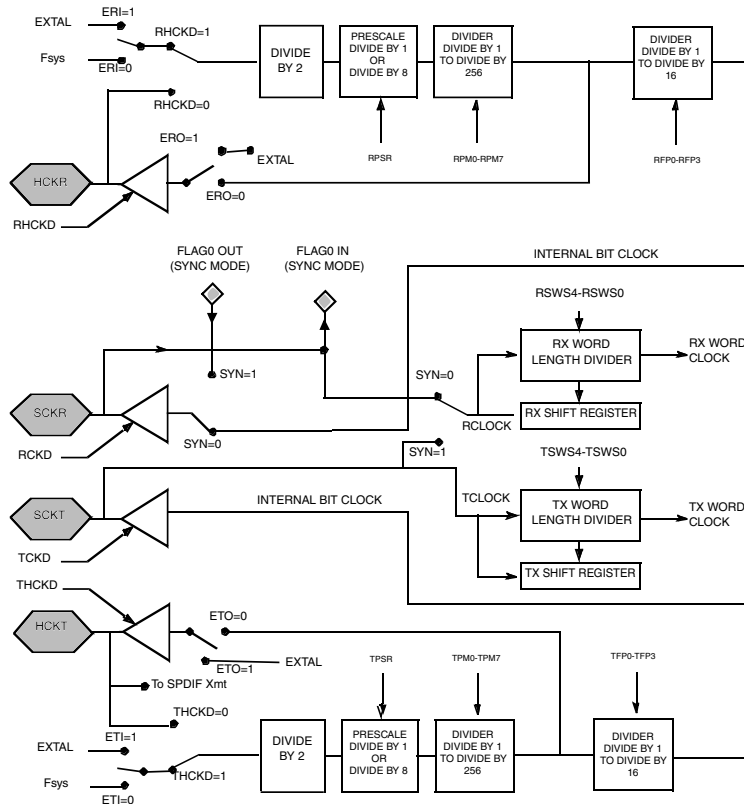 ERI=1
EXTAL
RHCKD=1
Fsys
ERI=0
DIVIDE
BY 2
PRESCALE
DIVIDE BY 1
OR
DIVIDE BY 8
DIVIDER
DIVIDE BY 1
TO DIVIDE BY
256
DIVIDER
DIVIDE BY 1
TO DIVIDE BY
16
RHCKD=0
RPSR
RPM0-RPM7
RFP0-RFP3
ERO=1
EXTAL
HCKR
ERO=0
RHCKD
FLAG0 OUT
(SYNC MODE)
FLAG0 IN
(SYNC MODE)
INTERNAL BIT CLOCK
RSWS4-RSWS0
RX WORD
LENGTH DIVIDER
RX WORD
CLOCK
SYN=1
SYN=0
SCKR
RX SHIFT REGISTER
RCLOCK
SYN=0
RCKD
SYN=1
TSWS4-TSWS0
INTERNAL BIT CLOCK
TCLOCK
TX WORD
LENGTH DIVIDER
TX WORD
CLOCK
SCKT
TCKD
TX SHIFT REGISTER
THCKD
ETO=0
HCKT
ETO=1
EXTAL
TPSR
TPM0-TPM7
TFP0-TFP3
To SPDIF Xmt
THCKD=0
ETI=1
EXTAL
THCKD=1
Fsys
ETI=0
DIVIDE
BY 2
PRESCALE
DIVIDE BY 1
OR
DIVIDE BY 8
DIVIDER
DIVIDE BY 1
TO DIVIDE BY
256
DIVIDER
DIVIDE BY 1
TO DIVIDE BY
16